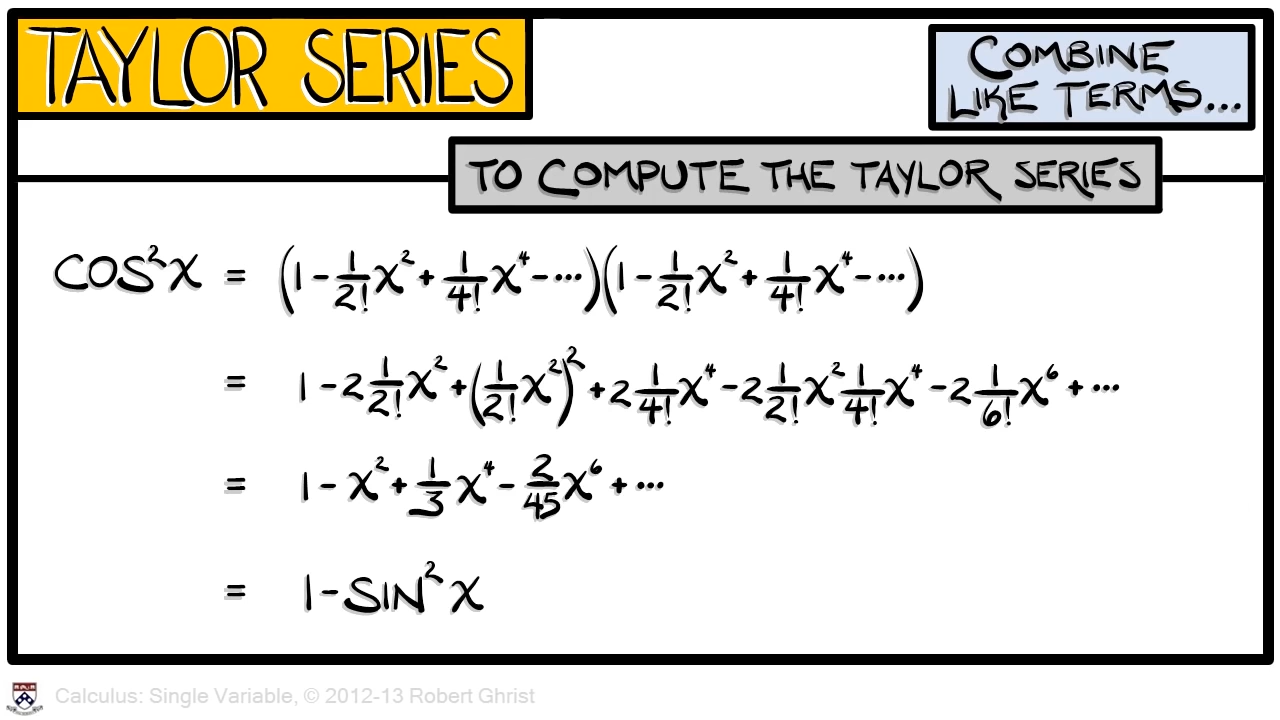 TAYLOR SERIES
COMBINE
LIKE TERMS...
TO COMPUTE THE TAYLOR SERIES
COS²x = (1 - 1/2! x² + 1/4! x⁴ - ···)(1 - 1/2! x² + 1/4! x⁴ - ···)
= 1 - 2 1/2! x² + (1/2! x²)² + 2 1/4! x⁴ - 2 1/2! x² 1/4! x⁴ - 2 1/6! x⁶ + ···
= 1 - x² + 1/3 x⁴ - 2/45 x⁶ + ···
= 1 - SIN²x
Calculus: Single Variable, © 2012-13 Robert Ghrist